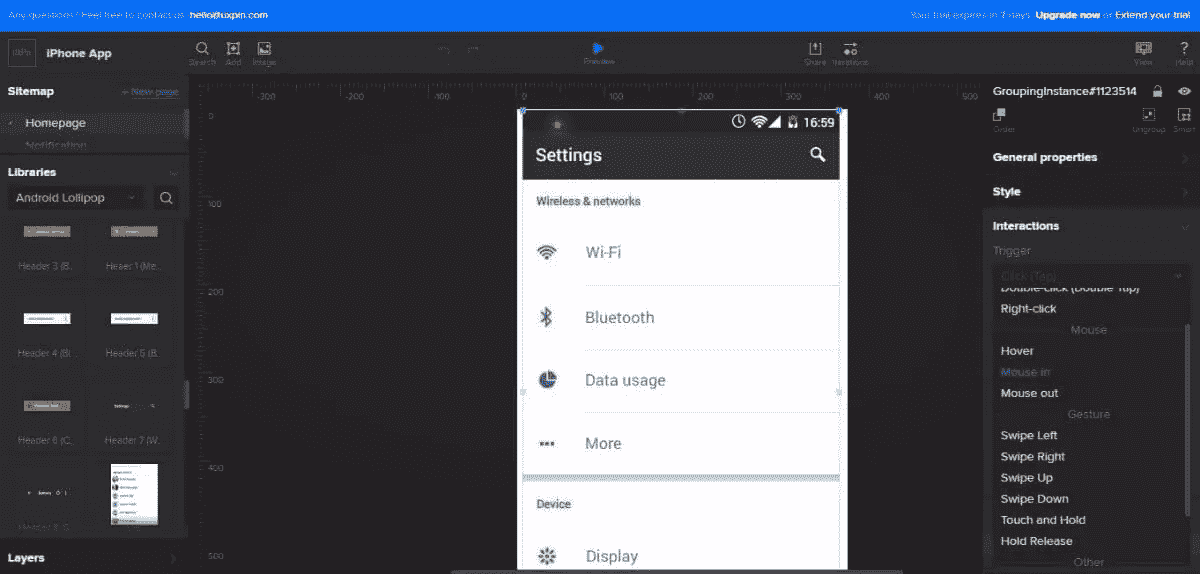 Any questions? Feel free to contact us: hello@uxpin.com
Your trial expires in 7 days. Upgrade now or Extend your trial
UXPin
iPhone App
Search
Add
Image
Preview
Share
Iterations
View
Help
Sitemap
+ New page
Homepage
Notification
Libraries
Android Lollipop
Header 3 (B...
Header 4 (B(...
Header 5 (B...
Header 6 (C...
Header 7 (W...
Layers
-300
-200
-100
0
100
200
300
400
500
0
100
200
300
400
500
16:59
Settings
Wireless & networks
Wi-Fi
Bluetooth
Data usage
More
Device
Display
GroupingInstance#1123514
Order
Ungroup
Smart
General properties
Style
Interactions
Trigger
Click (Tap)
Double-click (Double Tap)
Right-click
Mouse
Hover
Mouse in
Mouse out
Gesture
Swipe Left
Swipe Right
Swipe Up
Swipe Down
Touch and Hold
Hold Release
Other